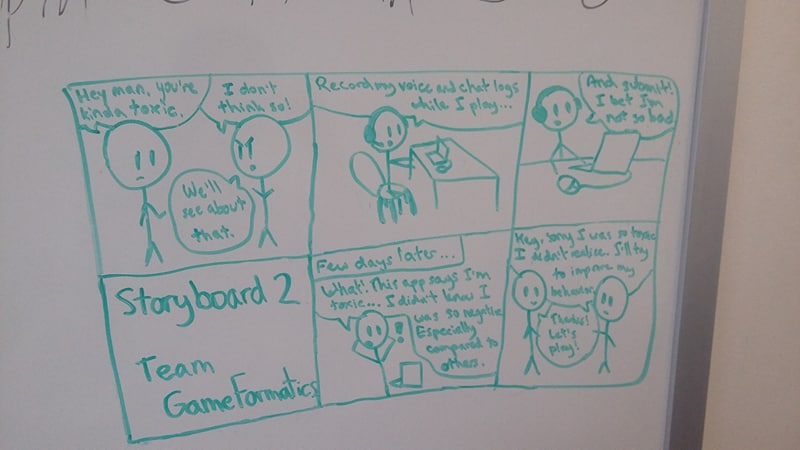 Hey man, you're
kinda toxic.
I don't
think so!
We'll
see about
that.
Record my voice and chat logs
while I play...
And submit!
I bet I'm
not so bad
Storyboard 2
Team
GameFormatics
Few days later...
What! This app says I'm
toxic... I didn't know I
was so negative
Especially
compared to
others.
Hey, sorry I was so toxic
I didn't realize. I'll try
to improve my
behavior
Thanks!
Let's
play!